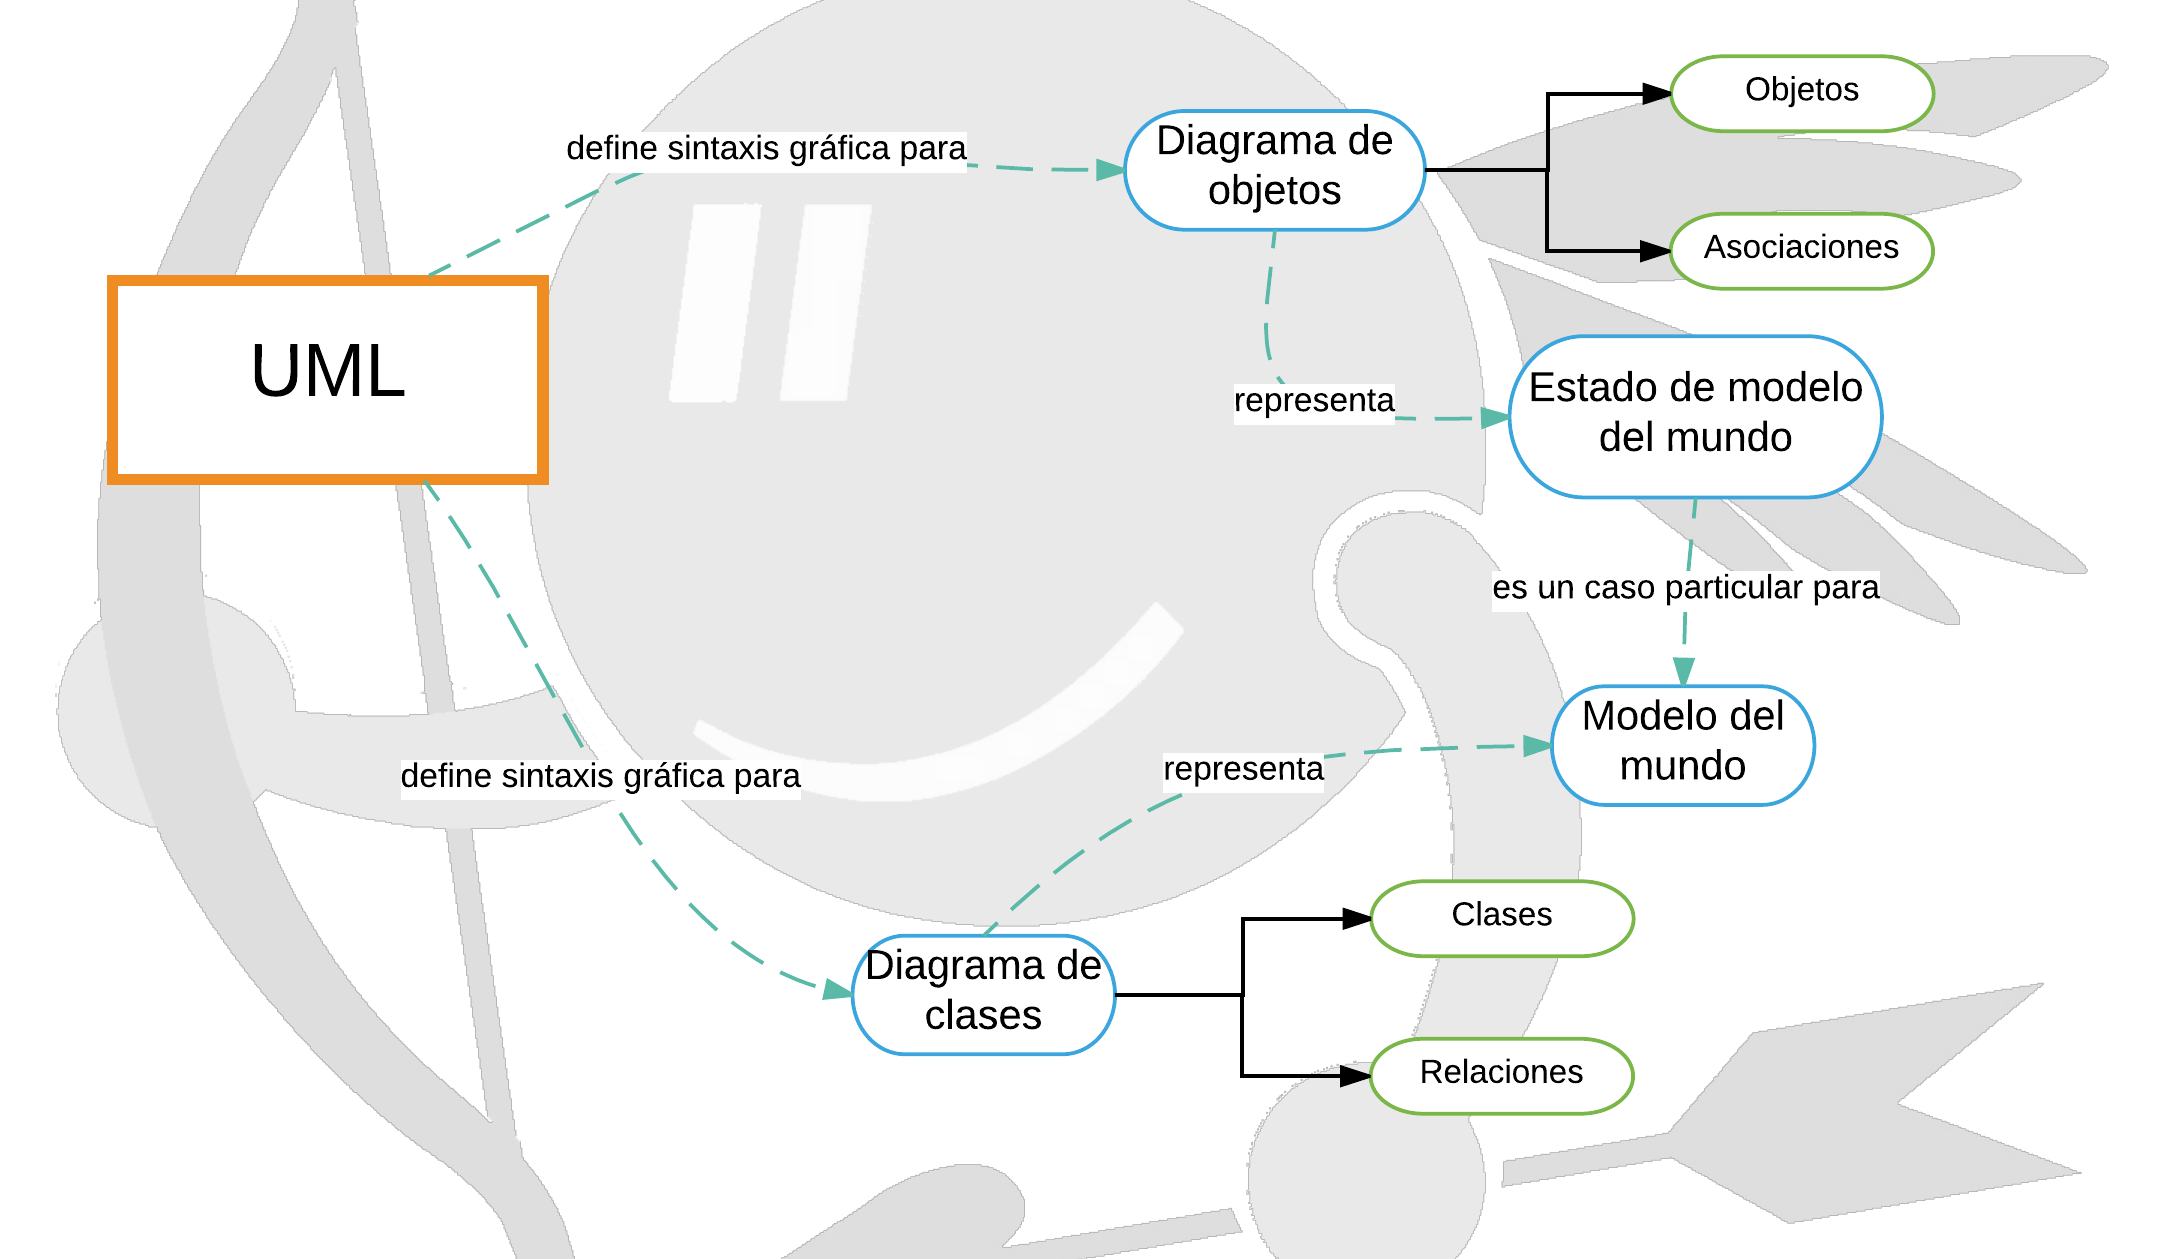 Objetos
define sintaxis gráfica para
Diagrama de
objetos
Asociaciones
UML
representa
Estado de modelo
del mundo
es un caso particular para
Modelo del
mundo
representa
define sintaxis gráfica para
Clases
Diagrama de
clases
Relaciones